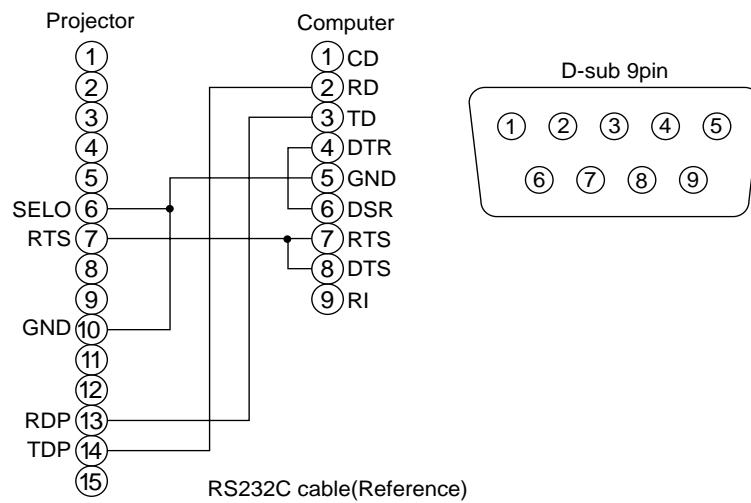 Projector Computer
1 1 CD
2 2 RD D-sub 9pin
3 3 TD 1 2 3 4 5
4 4 DTR
5 5 GND 6 7 8 9
SELO 6 6 DSR
RTS 7 7 RTS
8 8 DTS
9 9 RI
GND 10
11
12
RDP 13
TDP 14
15
RS232C cable(Reference)